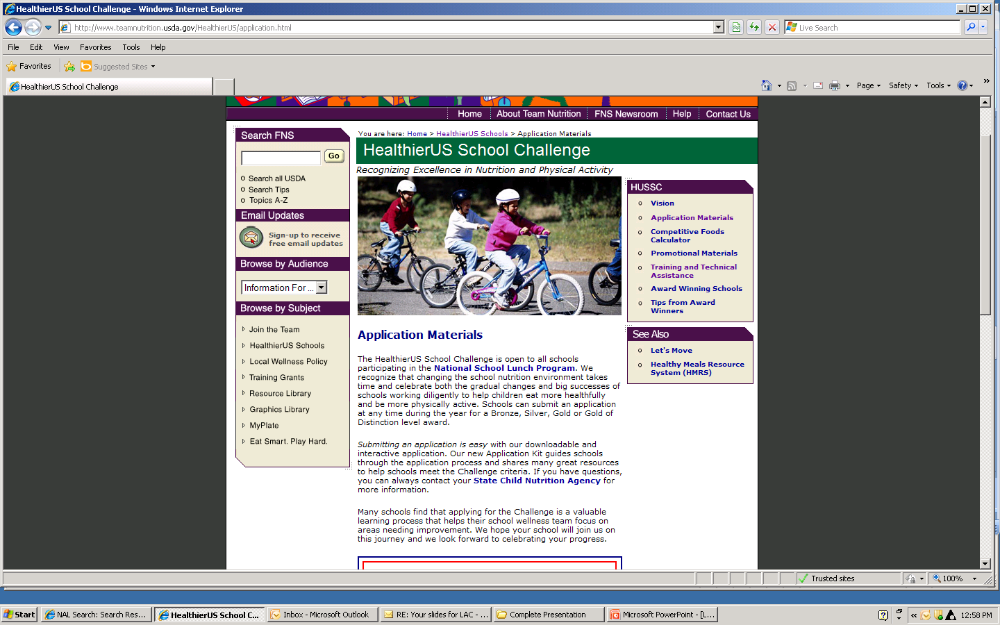 HealthierUS School Challenge - Windows Internet Explorer
http://www.teamnutrition.usda.gov/HealthierUS/application.html
Live Search
File Edit View Favorites Tools Help
Favorites Suggested Sites
HealthierUS School Challenge
Page Safety Tools »
Home About Team Nutrition FNS Newsroom Help Contact Us
Search FNS
Go
Search all USDA
Search Tips
Topics A-Z
Email Updates
Sign-up to receive
free email updates
Browse by Audience
Information For ...
Browse by Subject
Join the Team
HealthierUS Schools
Local Wellness Policy
Training Grants
Resource Library
Graphics Library
MyPlate
Eat Smart. Play Hard.
You are here: Home > HealthierUS Schools > Application Materials
HealthierUS School Challenge
Recognizing Excellence in Nutrition and Physical Activity
Application Materials
The HealthierUS School Challenge is open to all schools
participating in the National School Lunch Program. We
recognize that changing the school nutrition environment takes
time and celebrate both the gradual changes and big successes of
schools working diligently to help children eat more healthfully
and be more physically active. Schools can submit an application
at any time during the year for a Bronze, Silver, Gold or Gold of
Distinction level award.
Submitting an application is easy with our downloadable and
interactive application. Our new Application Kit guides schools
through the application process and shares many great resources
to help schools meet the Challenge criteria. If you have questions,
you can always contact your State Child Nutrition Agency for
more information.
Many schools find that applying for the Challenge is a valuable
learning process that helps their school wellness team focus on
areas needing improvement. We hope your school will join us on
this journey and we look forward to celebrating your progress.
HUSSC
Vision
Application Materials
Competitive Foods
Calculator
Promotional Materials
Training and Technical
Assistance
Award Winning Schools
Tips from Award
Winners
See Also
Let's Move
Healthy Meals Resource
System (HMRS)
Trusted sites
100%
Start
NAL Search: Search Res...
HealthierUS School C...
Inbox - Microsoft Outlook
RE: Your slides for LAC - ...
Complete Presentation
Microsoft PowerPoint - [L...
«
12:58 PM